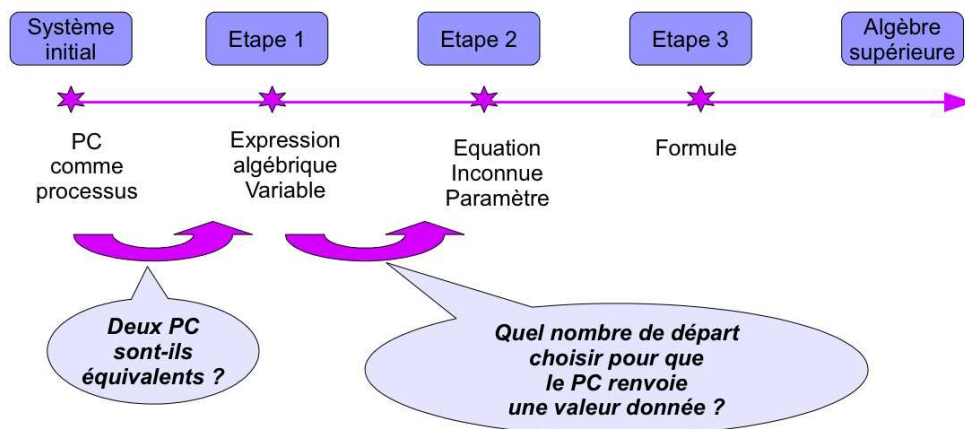 Système
initial
Etape 1
Etape 2
Etape 3
Algèbre
supérieure
PC
comme
processus
Expression
algébrique
Variable
Equation
Inconnue
Paramètre
Formule
Deux PC
sont-ils
équivalents ?
Quel nombre de départ
choisir pour que
le PC renvoie
une valeur donnée ?